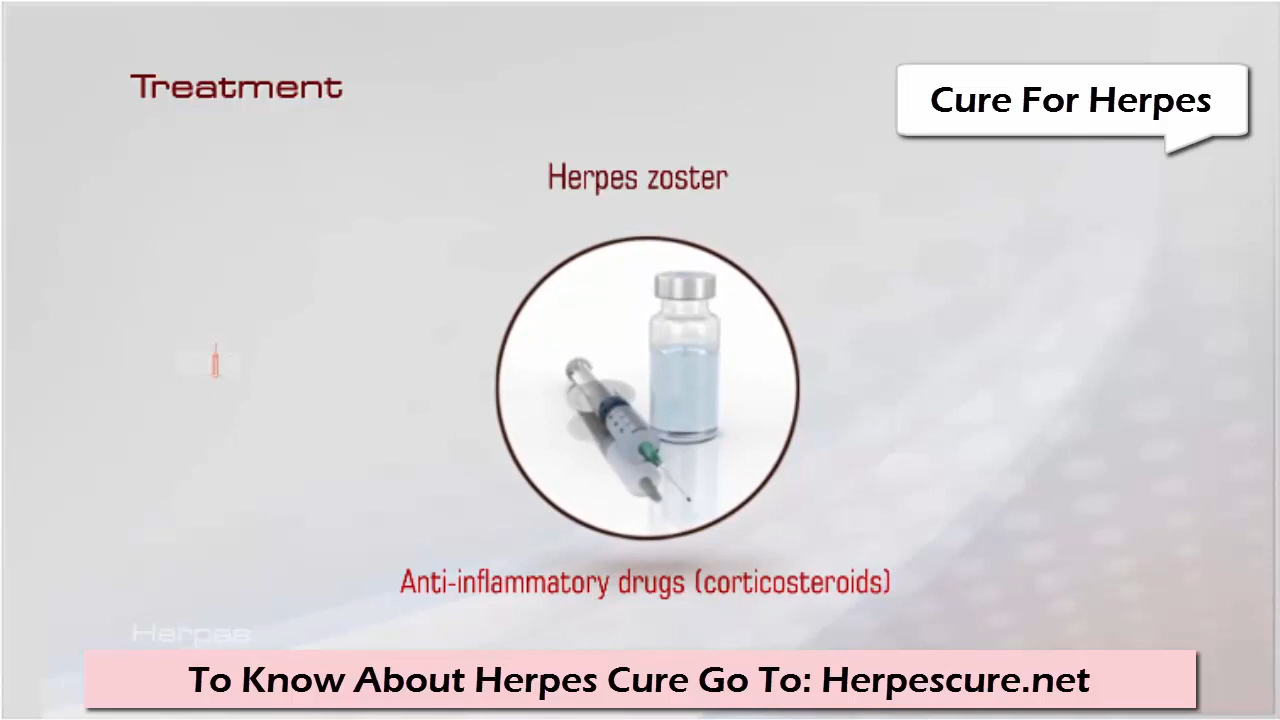 Treatment
Cure For Herpes
Herpes zoster
Anti-inflammatory drugs (corticosteroids)
Herpes
To Know About Herpes Cure Go To: Herpescure.net